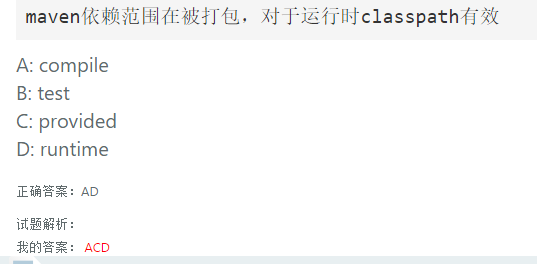 maven依赖范围在被打包，对于运行时classpath有效
A: compile
B: test
C: provided
D: runtime
正确答案：AD
试题解析：
我的答案：ACD